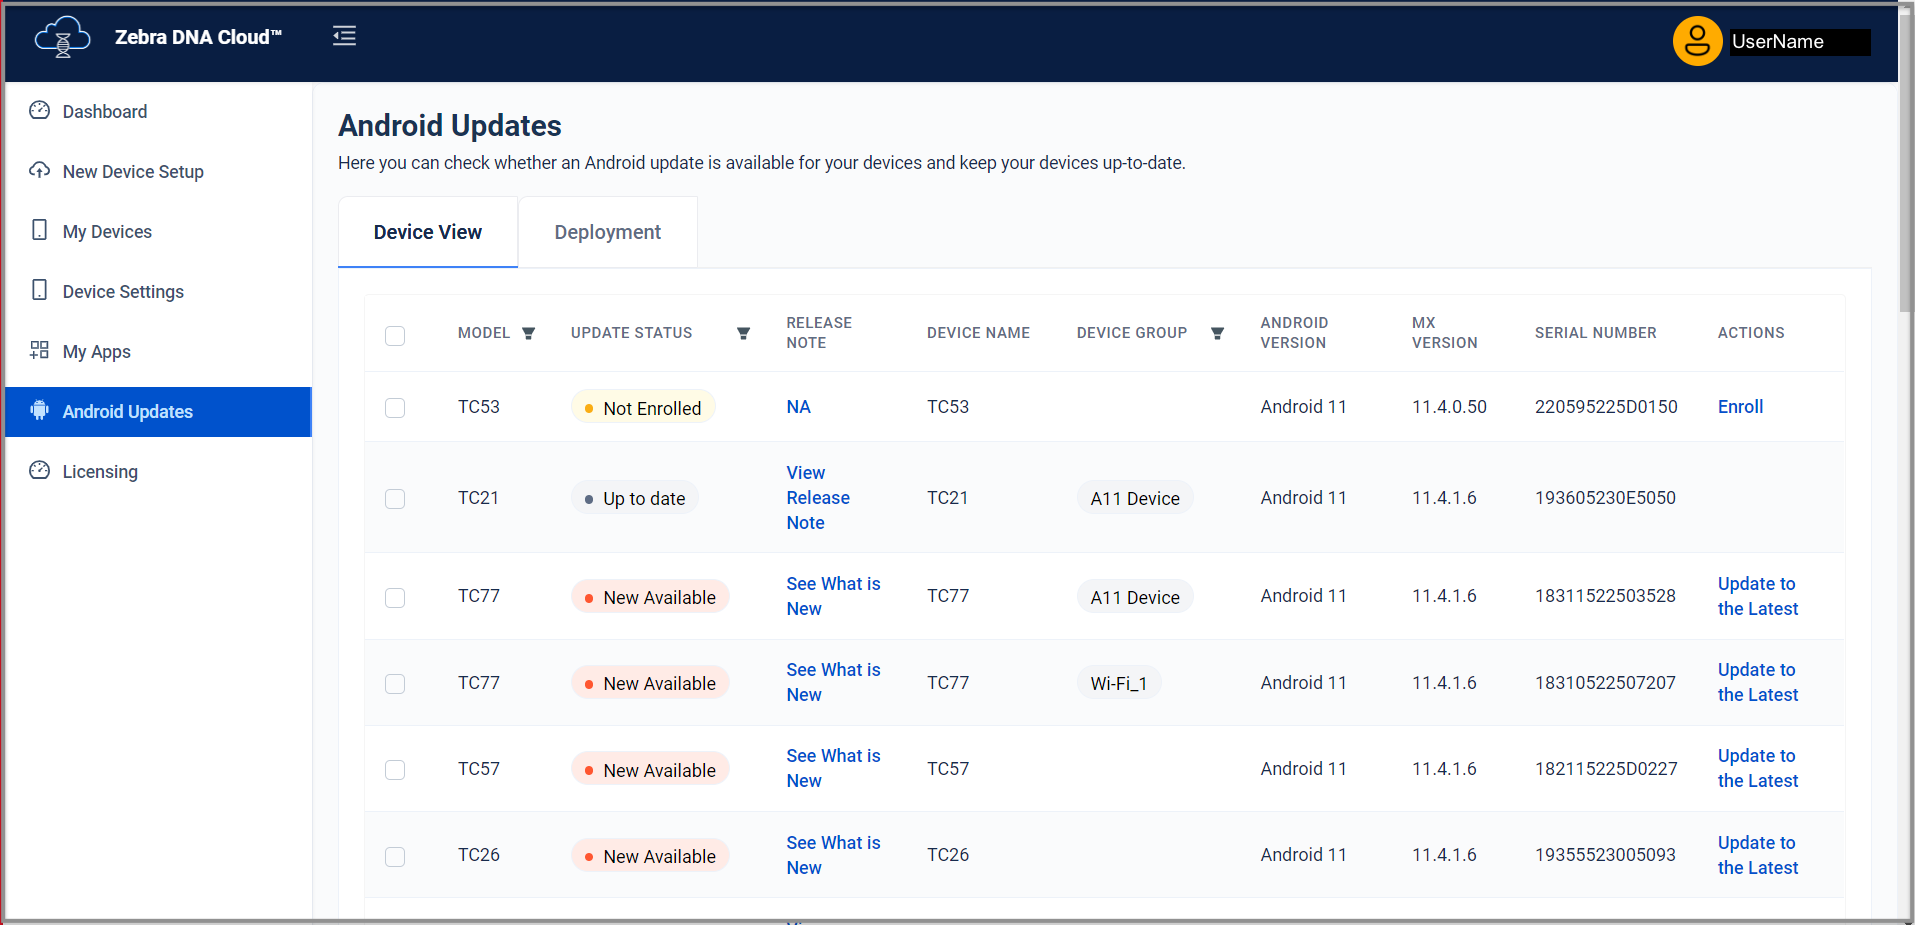 Zebra DNA Cloud™
UserName
Dashboard
New Device Setup
My Devices
Device Settings
My Apps
Android Updates
Licensing
Android Updates
Here you can check whether an Android update is available for your devices and keep your devices up-to-date.
Device View
Deployment
MODEL
UPDATE STATUS
RELEASE
NOTE
DEVICE NAME
DEVICE GROUP
ANDROID
VERSION
MX
VERSION
SERIAL NUMBER
ACTIONS
TC53
Not Enrolled
NA
TC53
Android 11
11.4.0.50
220595225D0150
Enroll
TC21
Up to date
View
Release
Note
TC21
A11 Device
Android 11
11.4.1.6
193605230E5050
TC77
New Available
See What is
New
TC77
A11 Device
Android 11
11.4.1.6
18311522503528
Update to
the Latest
TC77
New Available
See What is
New
TC77
Wi-Fi_1
Android 11
11.4.1.6
18310522507207
Update to
the Latest
TC57
New Available
See What is
New
TC57
Android 11
11.4.1.6
182115225D0227
Update to
the Latest
TC26
New Available
See What is
New
TC26
Android 11
11.4.1.6
19355523005093
Update to
the Latest